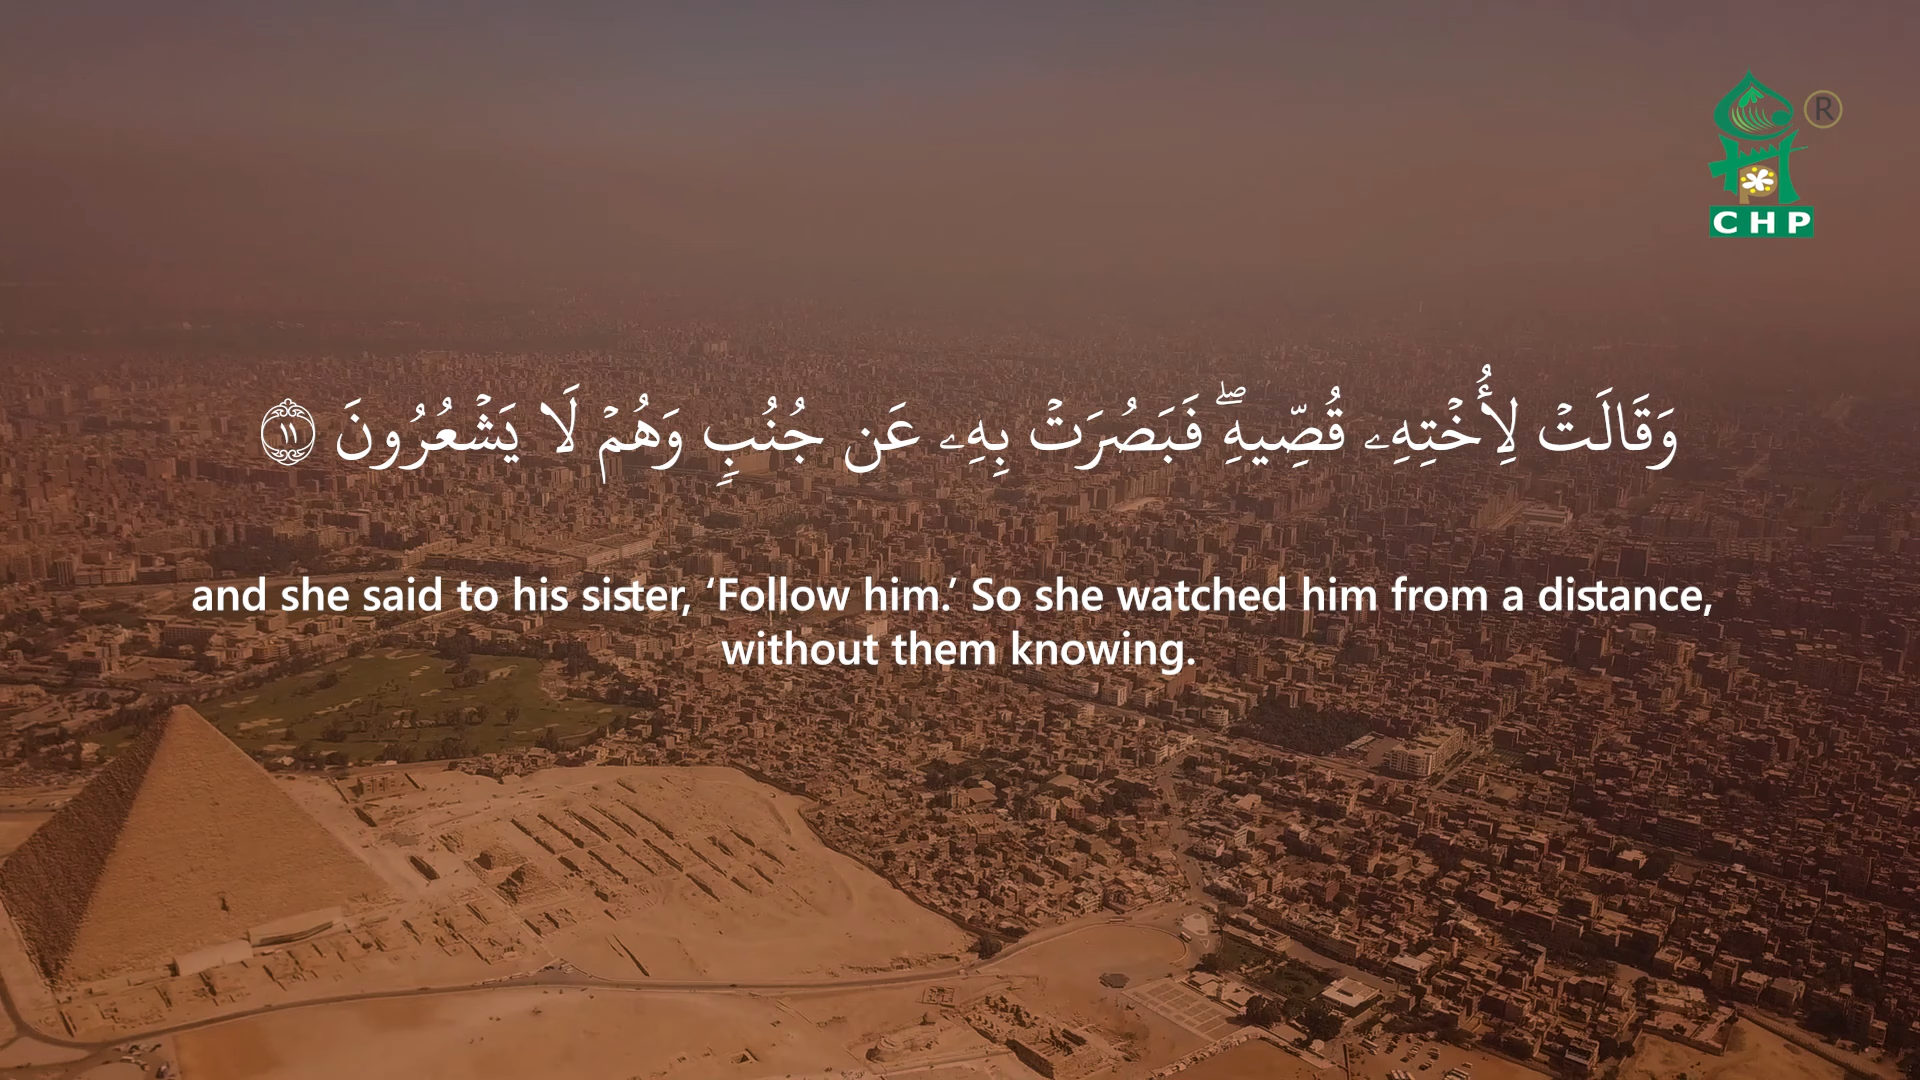 وَقَالَتْ لِأُخْتِهِۦ قُصِّيهِ ۖ فَبَصُرَتْ بِهِۦ عَن جُنُبٍ وَهُمْ لَا يَشْعُرُونَ ١١
and she said to his sister, ‘Follow him.’ So she watched him from a distance,
without them knowing.
®
CHP